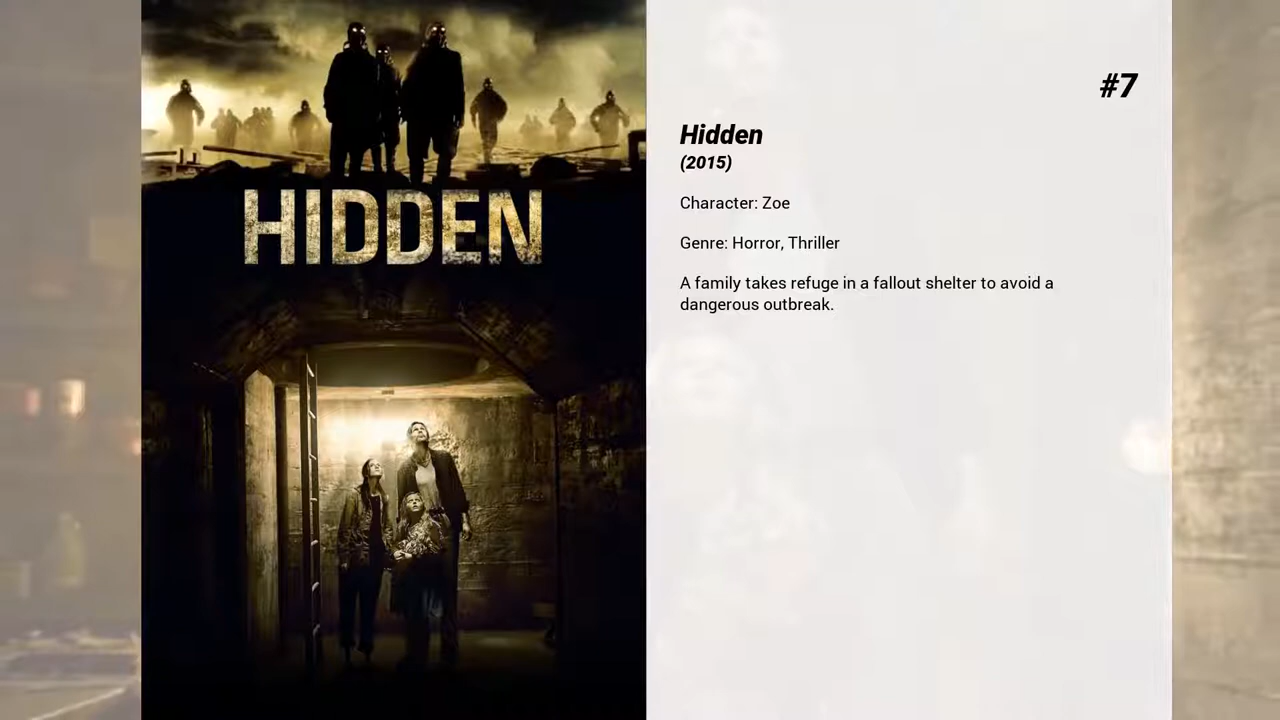 HIDDEN
#7
Hidden
(2015)
Character: Zoe
Genre: Horror, Thriller
A family takes refuge in a fallout shelter to avoid a
dangerous outbreak.